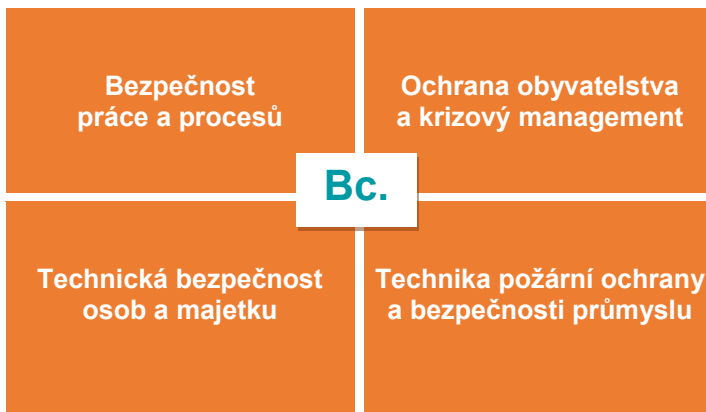 Bezpečnost
práce a procesů
Ochrana obyvatelstva
a krizový management
Bc.
Technická bezpečnost
osob a majetku
Technika požární ochrany
a bezpečnosti průmyslu